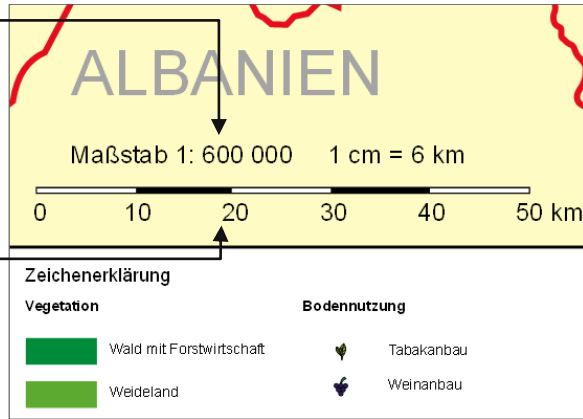 ALBANIEN
Maßstab 1: 600 000 1 cm = 6 km
0 10 20 30 40 50 km
Zeichenerklärung
Vegetation Bodennutzung
Wald mit Forstwirtschaft Tabakanbau
Weideland Weinanbau